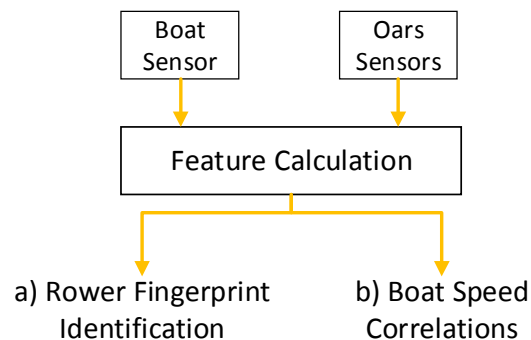 Boat
Sensor
Oars
Sensors
Feature Calculation
a) Rower Fingerprint
Identification
b) Boat Speed
Correlations